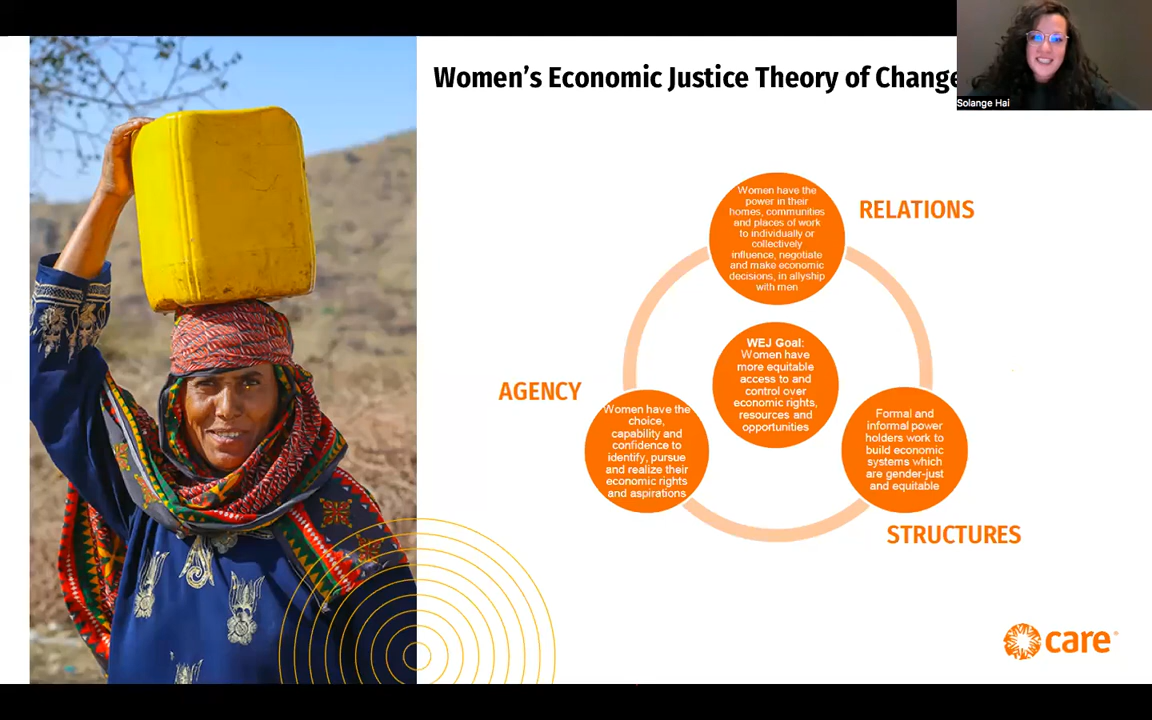 Women's Economic Justice Theory of Change
Solange Hai
Women have the
power in their
homes, communities
and places of work
to individually or
collectively
influence, negotiate
and make economic
decisions, in allyship
with men
RELATIONS
WEJ Goal:
Women have
more equitable
access to and
control over
economic rights,
resources and
opportunities
AGENCY
Women have the
choice,
capability and
confidence to
identify, pursue
and realize their
economic rights
and aspirations
Formal and
informal power
holders work to
build economic
systems which
are gender-just
and equitable
STRUCTURES
care